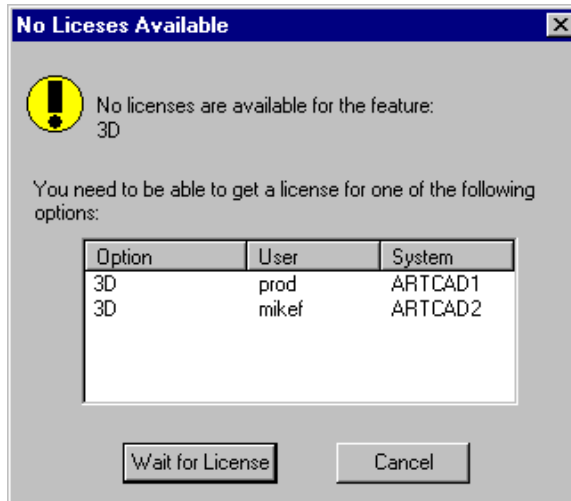 No Liceses Available
No licenses are available for the feature:
3D
You need to be able to get a license for one of the following
options:
Option User System
3D prod ARTCAD1
3D mikef ARTCAD2
Wait for License Cancel